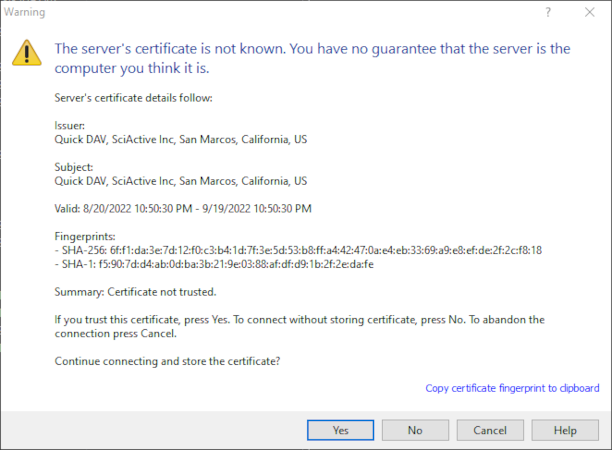 Warning
?
The server's certificate is not known. You have no guarantee that the server is the
computer you think it is.
Server's certificate details follow:
Issuer:
Quick DAV, SciActive Inc, San Marcos, California, US
Subject:
Quick DAV, SciActive Inc, San Marcos, California, US
Valid: 8/20/2022 10:50:30 PM - 9/19/2022 10:50:30 PM
Fingerprints:
- SHA-256: 6f:f1:da:3e:7d:12:f0:c3:b4:1d:7f:3e:5d:53:b8:ff:a4:42:47:0a:e4:eb:33:69:a9:e8:ef:de:2f:2c:f8:18
- SHA-1: f5:90:7d:d4:ab:0d:ba:3b:21:9e:03:88:af:df:d9:1b:2f:2e:da:fe
Summary: Certificate not trusted.
If you trust this certificate, press Yes. To connect without storing certificate, press No. To abandon the
connection press Cancel.
Continue connecting and store the certificate?
Copy certificate fingerprint to clipboard
Yes
No
Cancel
Help